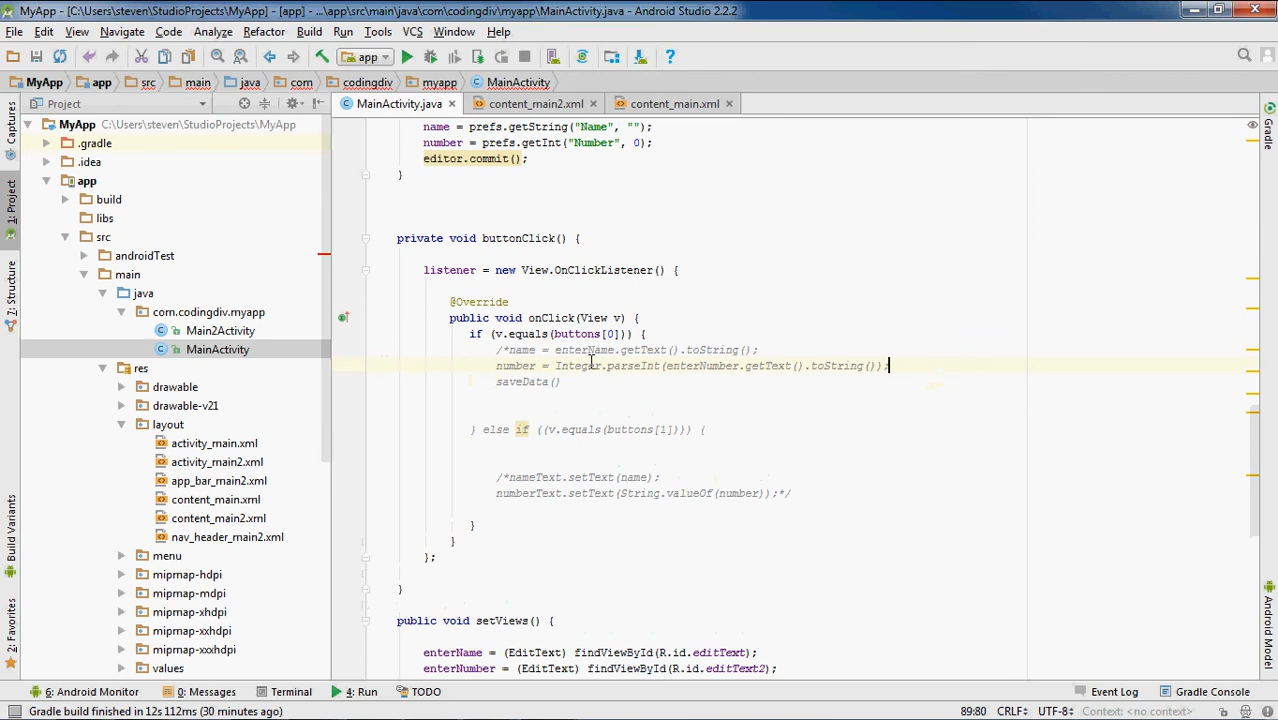 MyApp - [C:\Users\steven\StudioProjects\MyApp] - [app] - ...\app\src\main\java\com\codingdiv\myapp\MainActivity.java - Android Studio 2.2.2
File Edit View Navigate Code Analyze Refactor Build Run Tools VCS Window Help
app
MyApp app src main java com codingdiv myapp MainActivity
Project MainActivity.java content_main2.xml content_main.xml
MyApp C:\Users\steven\StudioProjects\MyApp
.gradle
.idea
app
build
libs
src
androidTest
main
java
com.codingdiv.myapp
Main2Activity
MainActivity
res
drawable
drawable-v21
layout
activity_main.xml
activity_main2.xml
app_bar_main2.xml
content_main.xml
content_main2.xml
nav_header_main2.xml
menu
mipmap-hdpi
mipmap-mdpi
mipmap-xhdpi
mipmap-xxhdpi
mipmap-xxxhdpi
values
Captures
1: Project
7: Structure
Build Variants
2: Favorites
name = prefs.getString("Name", "");
number = prefs.getInt("Number", 0);
editor.commit();
}
private void buttonClick() {
listener = new View.OnClickListener() {
@Override
public void onClick(View v) {
if (v.equals(buttons[0])) {
/*name = enterName.getText().toString();
number = Integer.parseInt(enterNumber.getText().toString());
saveData()
} else if ((v.equals(buttons[1]))) {
/*nameText.setText(name);
numberText.setText(String.valueOf(number));*/
}
}
};
}
public void setViews() {
enterName = (EditText) findViewById(R.id.editText);
enterNumber = (EditText) findViewById(R.id.editText2);
Gradle
Android Model
6: Android Monitor 0: Messages Terminal 4: Run TODO Event Log Gradle Console
Gradle build finished in 12s 112ms (30 minutes ago) 89:80 CRLF÷ UTF-8÷ Context: <no context>